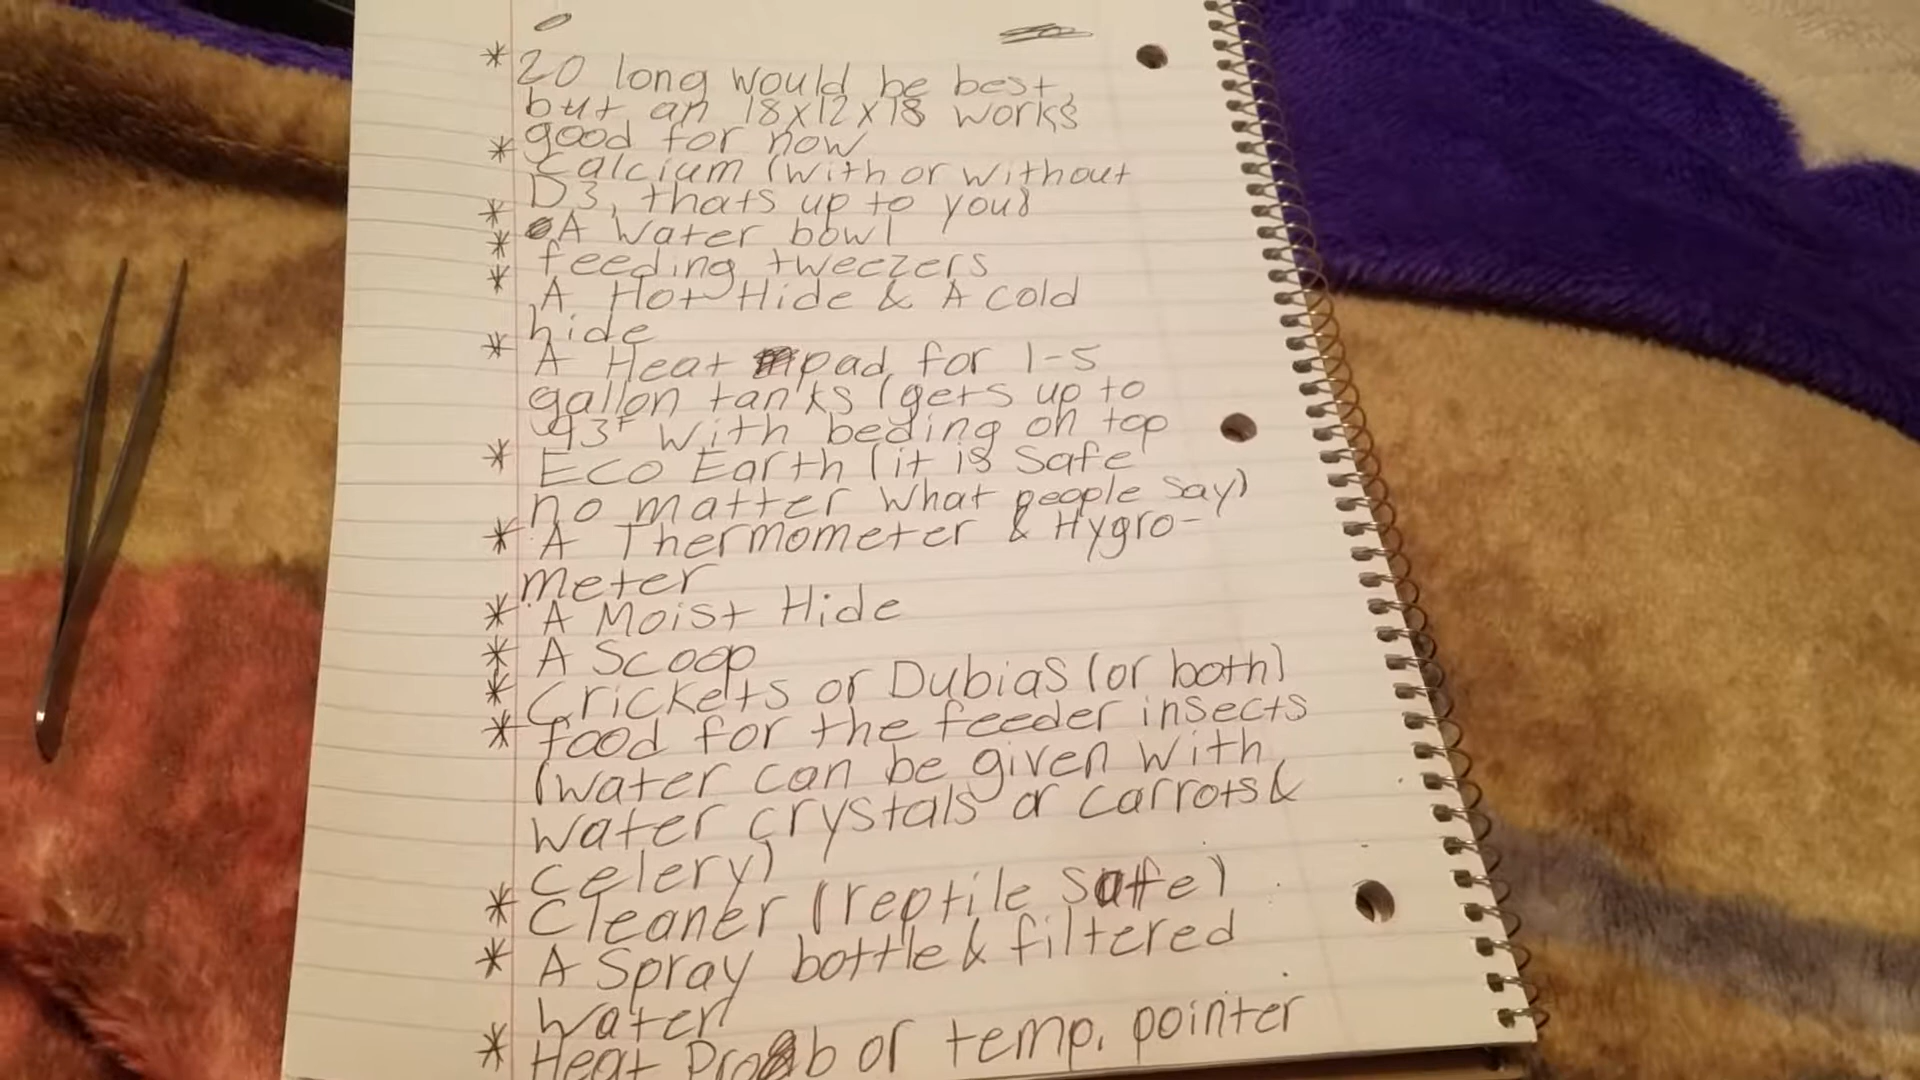 * 20 long would be best,
but an 18x12x18 works
good for now
* Calcium (with or without
D3, thats up to you)
* A Water bowl
* feeding tweezers
* A Hot Hide & A cold
hide
* A Heat pad for 1-5
gallon tanks (gets up to
93° with beding on top
* Eco Earth (it is safe
no matter what people say)
* A Thermometer & Hygro-
meter
* A Moist Hide
* A Scoop
* Crickets or Dubias (or both)
* food for the feeder insects
(water can be given with
water crystals or carrots &
celery)
* Cleaner (reptile safe)
* A Spray bottle & filtered
Water
* Heat Prob or temp. pointer